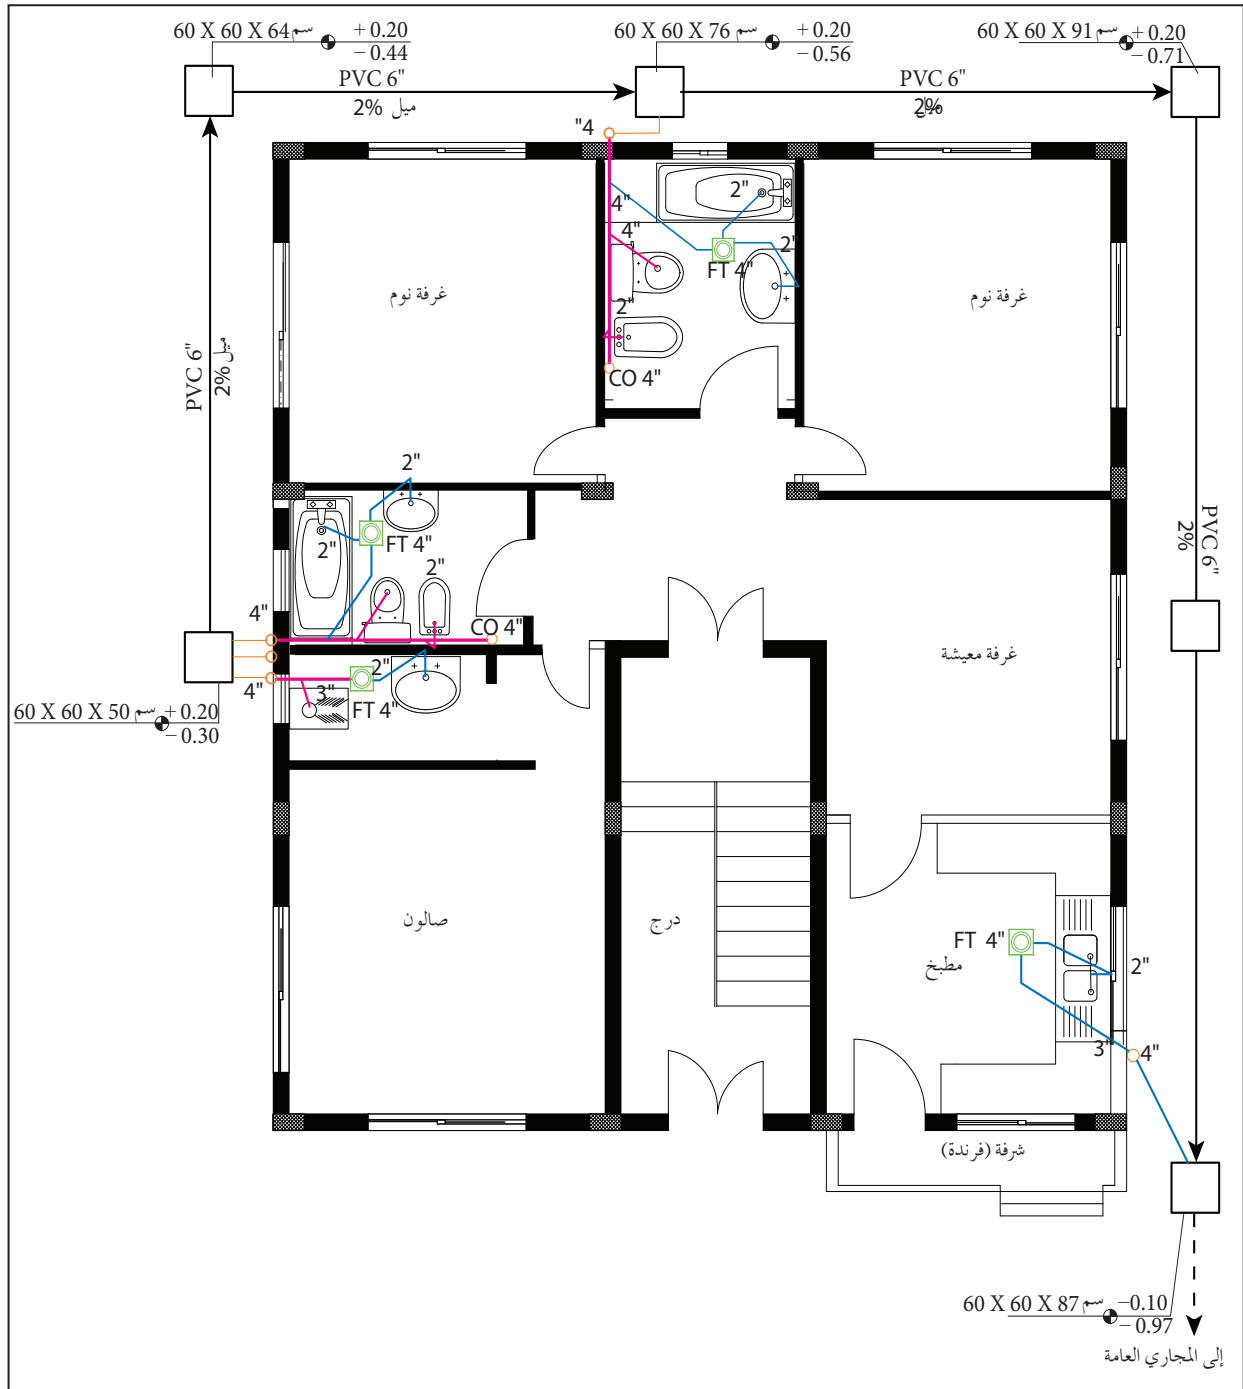 60 X 60 X 64 سم +0.20
−0.44
60 X 60 X 76 سم +0.20
−0.56
60 X 60 X 91 سم +0.20
−0.71
PVC 6"
ميل 2%
PVC 6"
ميل 2%
"4
4"
4"
2"
2"
FT 4"
2"
CO 4"
غرفة نوم
غرفة نوم
PVC 6"
ميل 2%
2"
2"
FT 4"
2"
4"
CO 4"
PVC 6"
2%
غرفة معيشة
2"
4"
3"
FT 4"
60 X 60 X 50 سم +0.20
−0.30
صالون
درج
FT 4"
مطبخ
2"
3"
4"
شرفة (فرندة)
60 X 60 X 87 سم −0.10
−0.97
إلى المجاري العامة